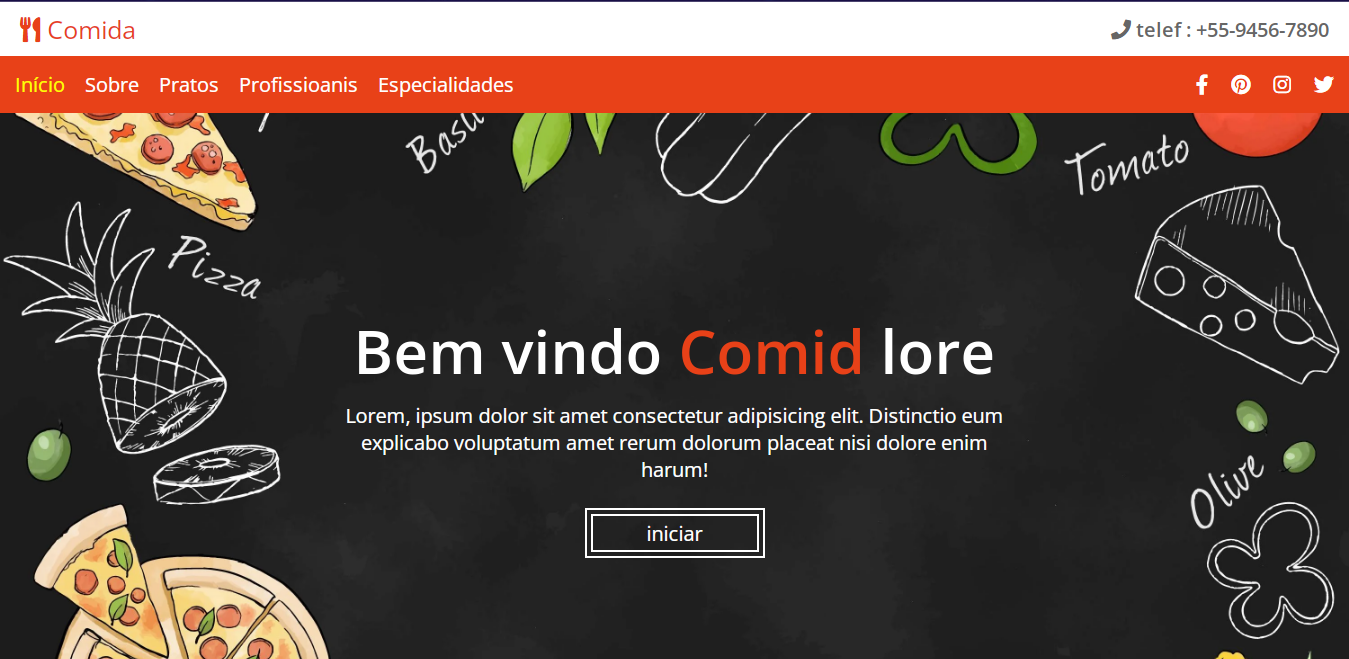 Comida
telef : +55-9456-7890
Início Sobre Pratos Profissioanis Especialidades
Basil
Tomato
Pizza
Bem vindo Comid lore
Lorem, ipsum dolor sit amet consectetur adipisicing elit. Distinctio eum
explicabo voluptatum amet rerum dolorum placeat nisi dolore enim
harum!
Olive
iniciar